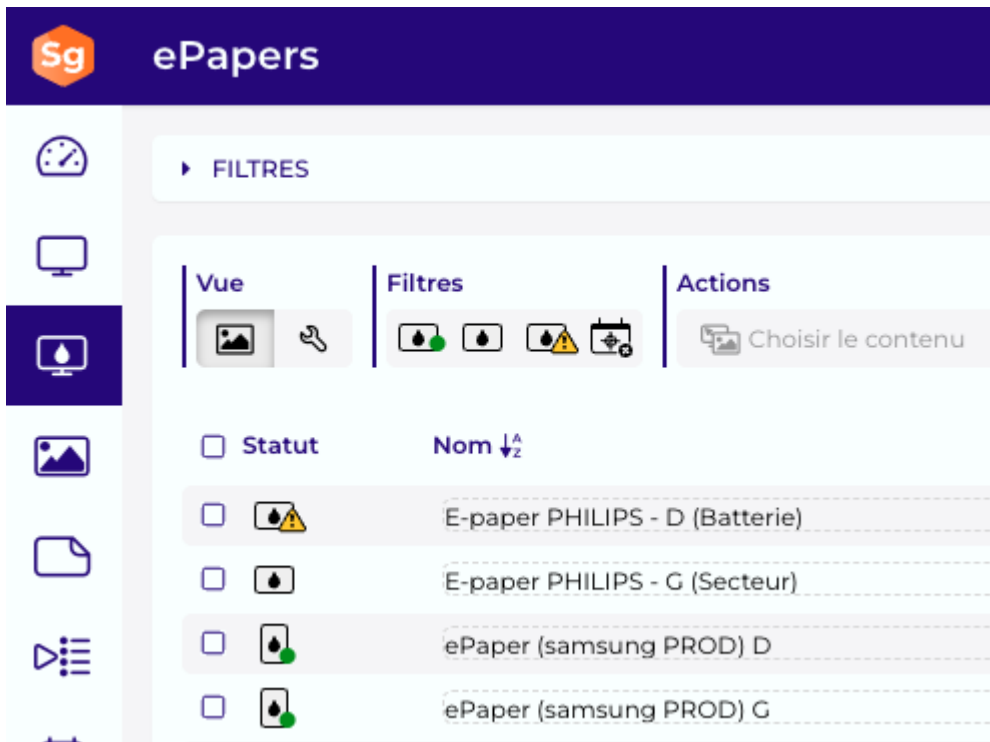 Sg ePapers
FILTRES
Vue Filtres Actions
Choisir le contenu
Statut Nom
E-paper PHILIPS - D (Batterie)
E-paper PHILIPS - G (Secteur)
ePaper (samsung PROD) D
ePaper (samsung PROD) G